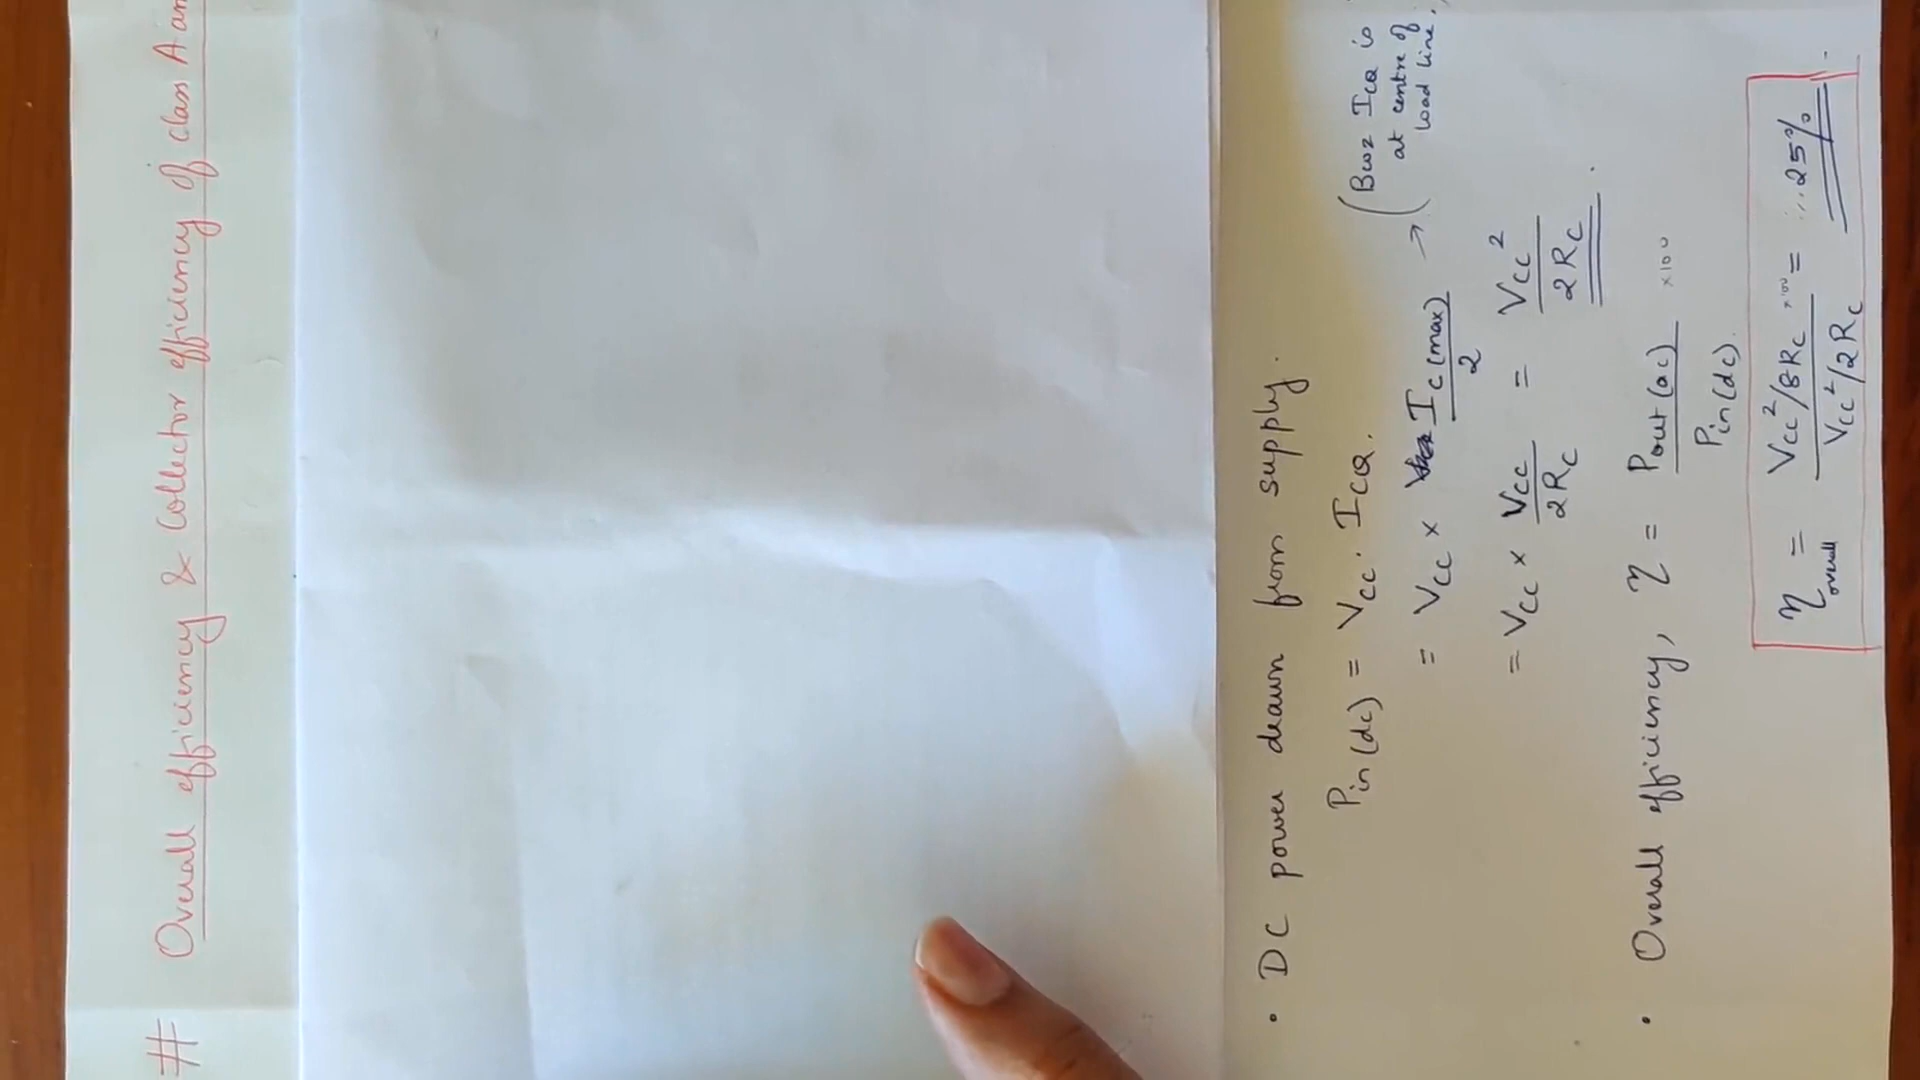 # Overall efficiency & Collector efficiency of class A am
• DC power drawn from supply.
Pin(dc) = Vcc . ICQ.
= Vcc × IC(max)/2 → (Bcoz ICQ is at centre of load line.
= Vcc × Vcc/2Rc = Vcc²/2Rc .
• Overall efficiency, η = Pout(ac)/Pin(dc) ×100
η overall = Vcc²/8Rc / Vcc²/2Rc ×100 = 25% .